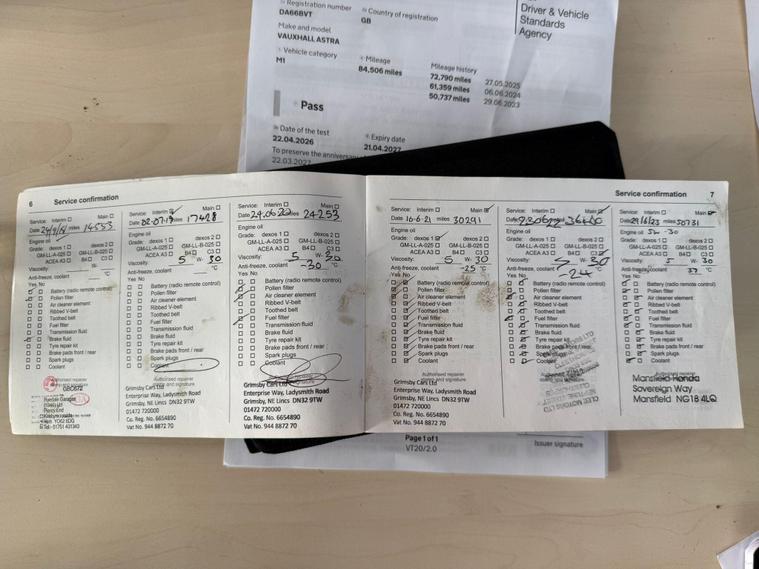 Registration number
DA66BVT
Country of registration
GB
Make and model
VAUXHALL ASTRA
Vehicle category
M1
Mileage
84,506 miles
Mileage history
72,790 miles 27.05.2025
61,359 miles 06.06.2024
50,737 miles 29.06.2023
Driver & Vehicle
Standards
Agency
Pass
Date of the test
22.04.2026
Expiry date
21.04.2027
To preserve the anniversary
22.03.2027
6 Service confirmation
Service: Interim Main
Date miles 14553
Engine oil
Grade: dexos 1 dexos 2
GM-LL-A-025 GM-LL-B-025
ACEA A3 B4 C3
Viscosity: W-
Anti-freeze, coolant °C
Yes No
Battery (radio remote control)
Pollen filter
Air cleaner element
Ribbed V-belt
Toothed belt
Fuel filter
Transmission fluid
Brake fluid
Tyre repair kit
Brake pads front / rear
Spark plugs
Coolant
Service: Interim Main
Date 02-07-19 miles 17428
Engine oil
Grade: dexos 1 dexos 2
GM-LL-A-025 GM-LL-B-025
ACEA A3 B4 C3
Viscosity: 5 W- 30
Anti-freeze, coolant °C
Yes No
Battery (radio remote control)
Pollen filter
Air cleaner element
Ribbed V-belt
Toothed belt
Fuel filter
Transmission fluid
Brake fluid
Tyre repair kit
Brake pads front / rear
Spark plugs
Coolant
Authorised repairer
stamp and signature
Grimsby Cars Ltd
Enterprise Way, Ladysmith Road
Grimsby, NE Lincs DN32 9TW
01472 720000
Co. Reg No. 6654890
Vat No. 944 8872 70
Service: Interim Main
Date 24.06.20 miles 24253
Engine oil
Grade: dexos 1 dexos 2
GM-LL-A-025 GM-LL-B-025
ACEA A3 B4 C3
Viscosity: 5 W- 30
Anti-freeze, coolant -30 °C
Yes No
Battery (radio remote control)
Pollen filter
Air cleaner element
Ribbed V-belt
Toothed belt
Fuel filter
Transmission fluid
Brake fluid
Tyre repair kit
Brake pads front / rear
Spark plugs
Coolant
Grimsby Cars Ltd
Enterprise Way, Ladysmith Road
Grimsby, NE Lincs DN32 9TW
01472 720000
Co. Reg No. 6654890
Vat No. 944 8872 70
Service confirmation 7
Service: Interim Main
Date 16-6-21 miles 30291
Engine oil
Grade: dexos 1 dexos 2
GM-LL-A-025 GM-LL-B-025
ACEA A3 B4 C3
Viscosity: 5 W- 30
Anti-freeze, coolant -25 °C
Yes No
Battery (radio remote control)
Pollen filter
Air cleaner element
Ribbed V-belt
Toothed belt
Fuel filter
Transmission fluid
Brake fluid
Tyre repair kit
Brake pads front / rear
Spark plugs
Coolant
Authorised repairer
stamp and signature
Grimsby Cars Ltd
Enterprise Way, Ladysmith Road
Grimsby, NE Lincs DN32 9TW
01472 720000
Co. Reg No. 6654890
Vat No. 944 8872 70
Service: Interim Main
Date miles
Engine oil
Grade: dexos 1 dexos 2
GM-LL-A-025 GM-LL-B-025
ACEA A3 B4 C3
Viscosity: 5 W- 30
Anti-freeze, coolant -24 °C
Yes No
Battery (radio remote control)
Pollen filter
Air cleaner element
Ribbed V-belt
Toothed belt
Fuel filter
Transmission fluid
Brake fluid
Tyre repair kit
Brake pads front / rear
Spark plugs
Coolant
Service: Interim Main
Date 29/6/23 miles 50731
Engine oil 5w -30
Grade: dexos 1 dexos 2
GM-LL-A-025 GM-LL-B-025
ACEA A3 B4 C3
Viscosity: 5 W- 30
Anti-freeze, coolant 37 °C
Yes No
Battery (radio remote control)
Pollen filter
Air cleaner element
Ribbed V-belt
Toothed belt
Fuel filter
Transmission fluid
Brake fluid
Tyre repair kit
Brake pads front / rear
Spark plugs
Coolant
Authorised repairer
stamp and signature
Mansfield Honda
Sovereign Way
Mansfield NG18 4LQ
Page 1 of 1
VT20/2.0
Issuer signature